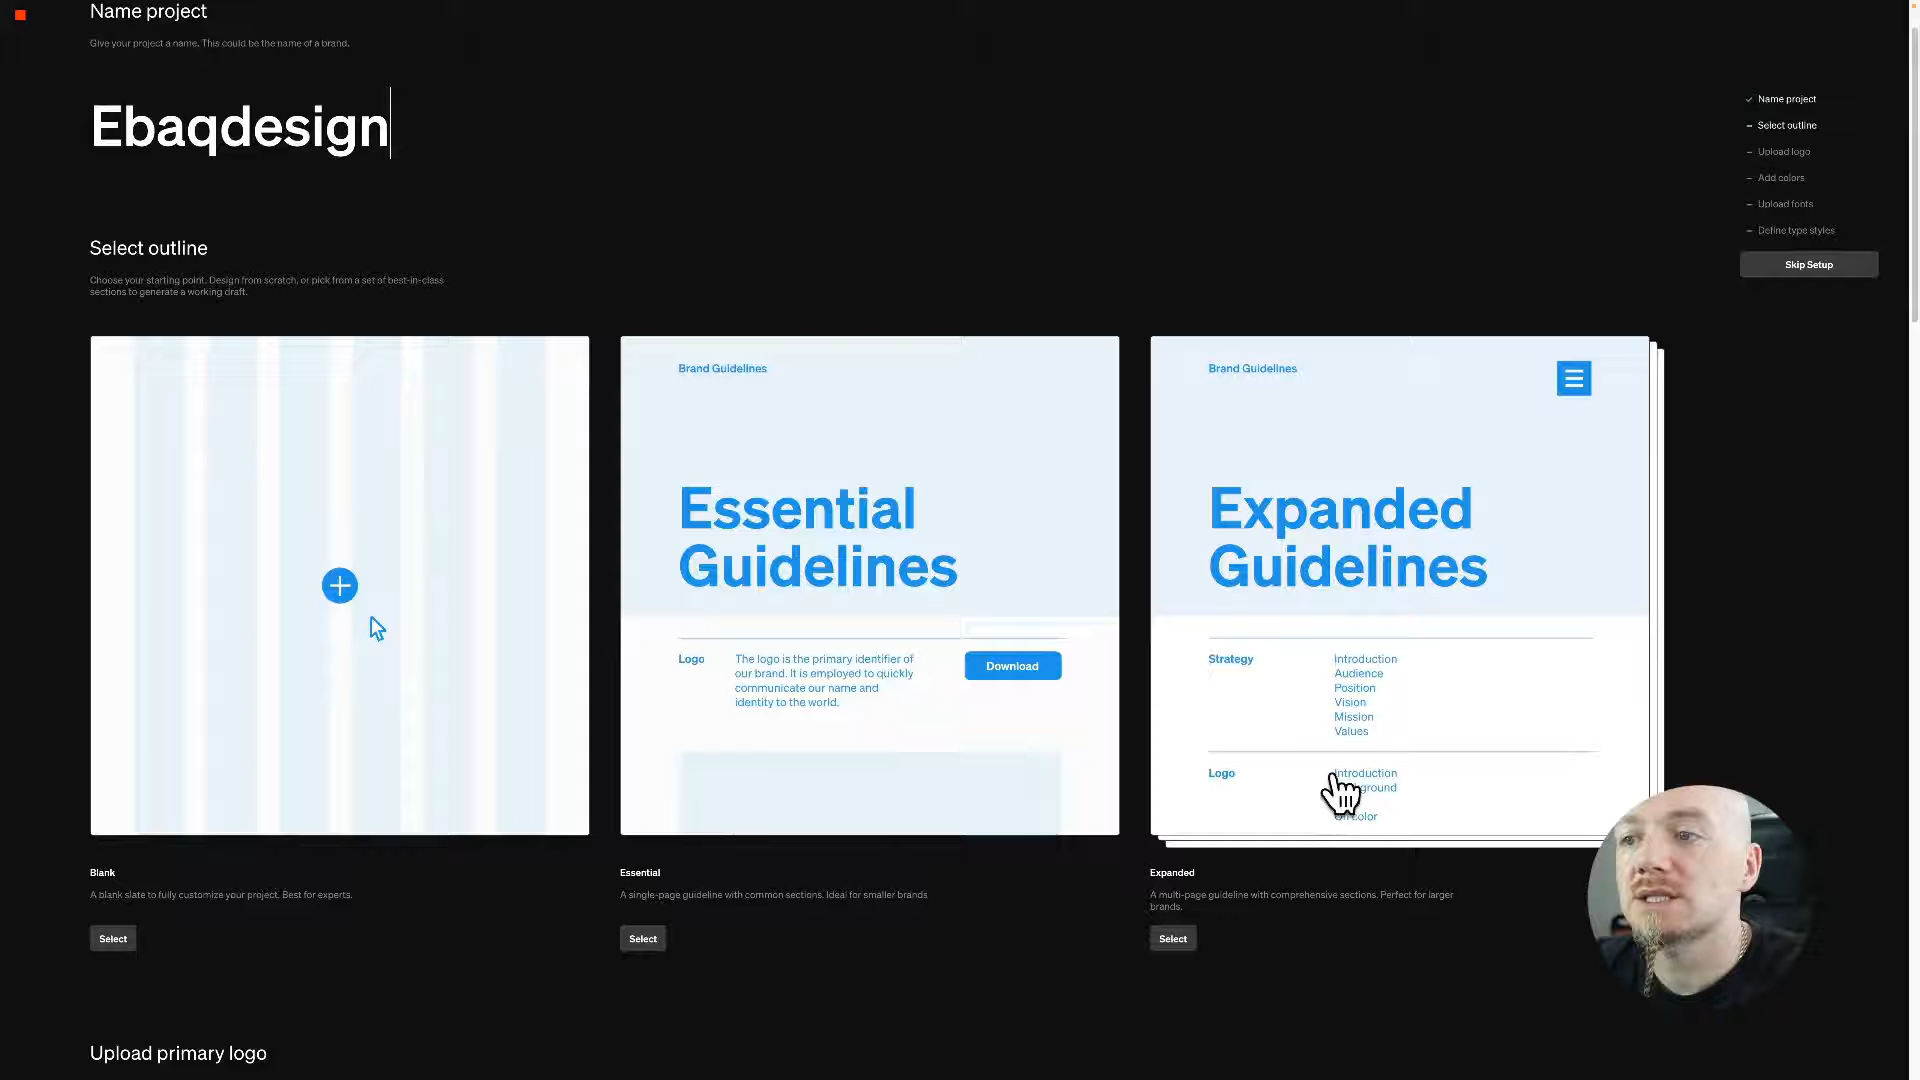 Name project
Give your project a name. This could be the name of a brand.
Ebaqdesign
Name project
Select outline
Upload logo
Add colors
Upload fonts
Define type styles
Skip Setup
Select outline
Choose your starting point. Design from scratch, or pick from a set of best-in-class
sections to generate a working draft.
Brand Guidelines
Essential
Guidelines
Logo
The logo is the primary identifier of
our brand. It is employed to quickly
communicate our name and
identity to the world.
Download
Brand Guidelines
Expanded
Guidelines
Strategy
Introduction
Audience
Position
Vision
Mission
Values
Logo
Introduction
Blank
A blank slate to fully customize your project. Best for experts.
Select
Essential
A single-page guideline with common sections. Ideal for smaller brands
Select
Expanded
A multi-page guideline with comprehensive sections. Perfect for larger
brands.
Select
Upload primary logo